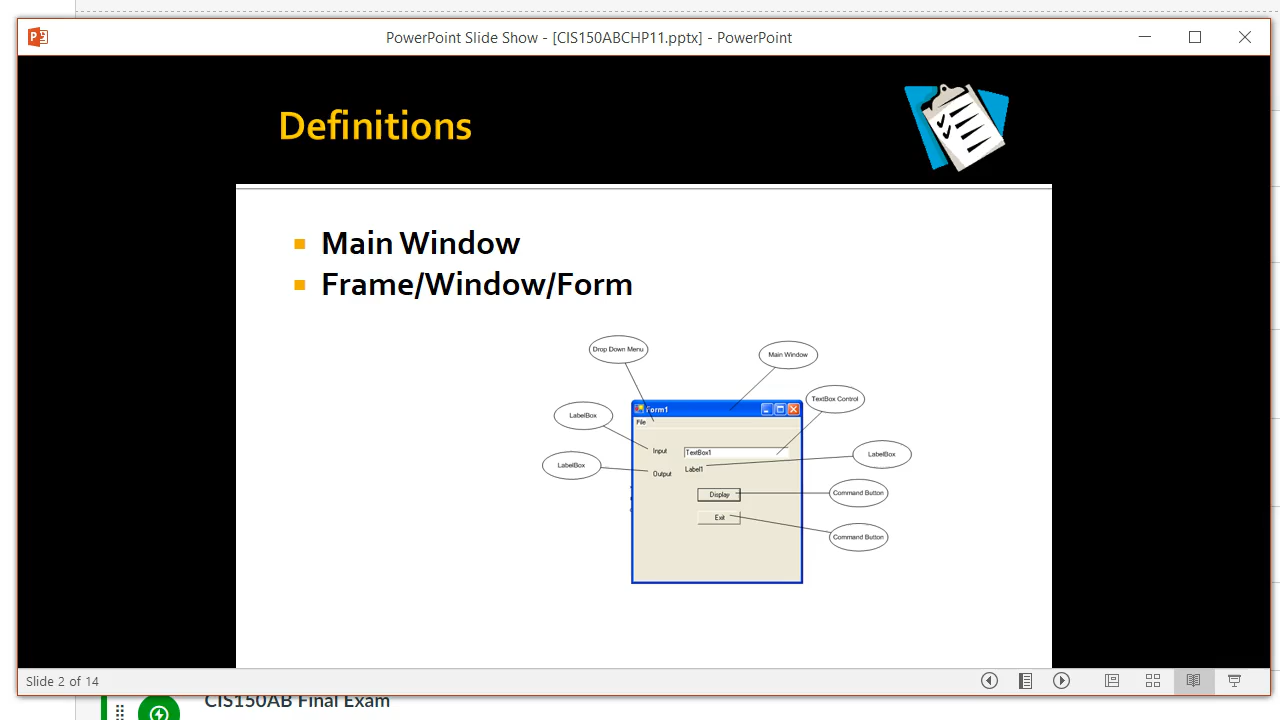 PowerPoint Slide Show - [CIS150ABCHP11.pptx] - PowerPoint
Definitions
Main Window
Frame/Window/Form
Drop Down Menu
Main Window
TextBox Control
LabelBox
Form1
File
Input
TextBox1
LabelBox
LabelBox
Output
Label1
Display
Command Button
Exit
Command Button
Slide 2 of 14
CIS150AB Final Exam